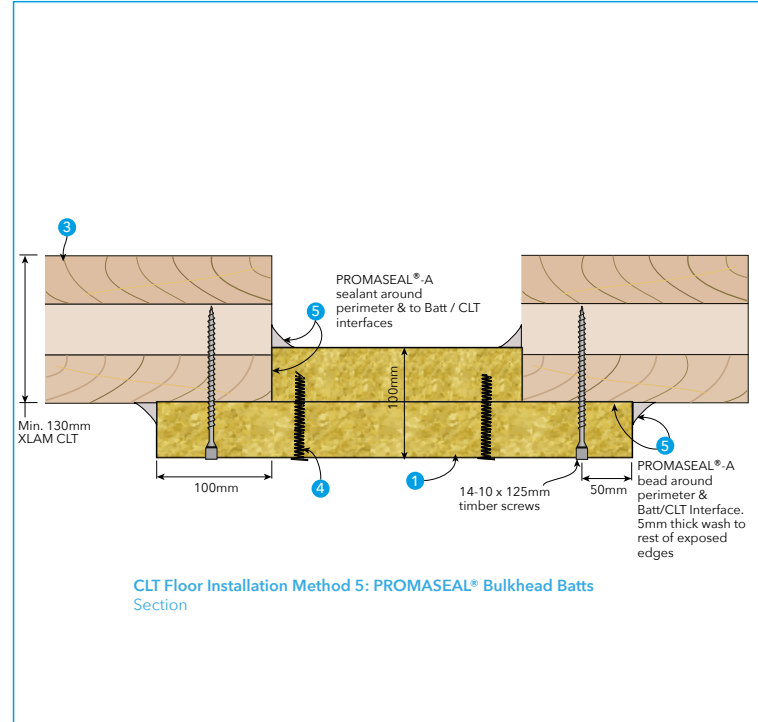 3
PROMASEAL®-A
sealant around
perimeter & to Batt / CLT
interfaces
5
100mm
Min. 130mm
XLAM CLT
100mm
4
1
14-10 x 125mm
timber screws
50mm
5
PROMASEAL®-A
bead around
perimeter &
Batt/CLT Interface.
5mm thick wash to
rest of exposed
edges
CLT Floor Installation Method 5: PROMASEAL® Bulkhead Batts
Section